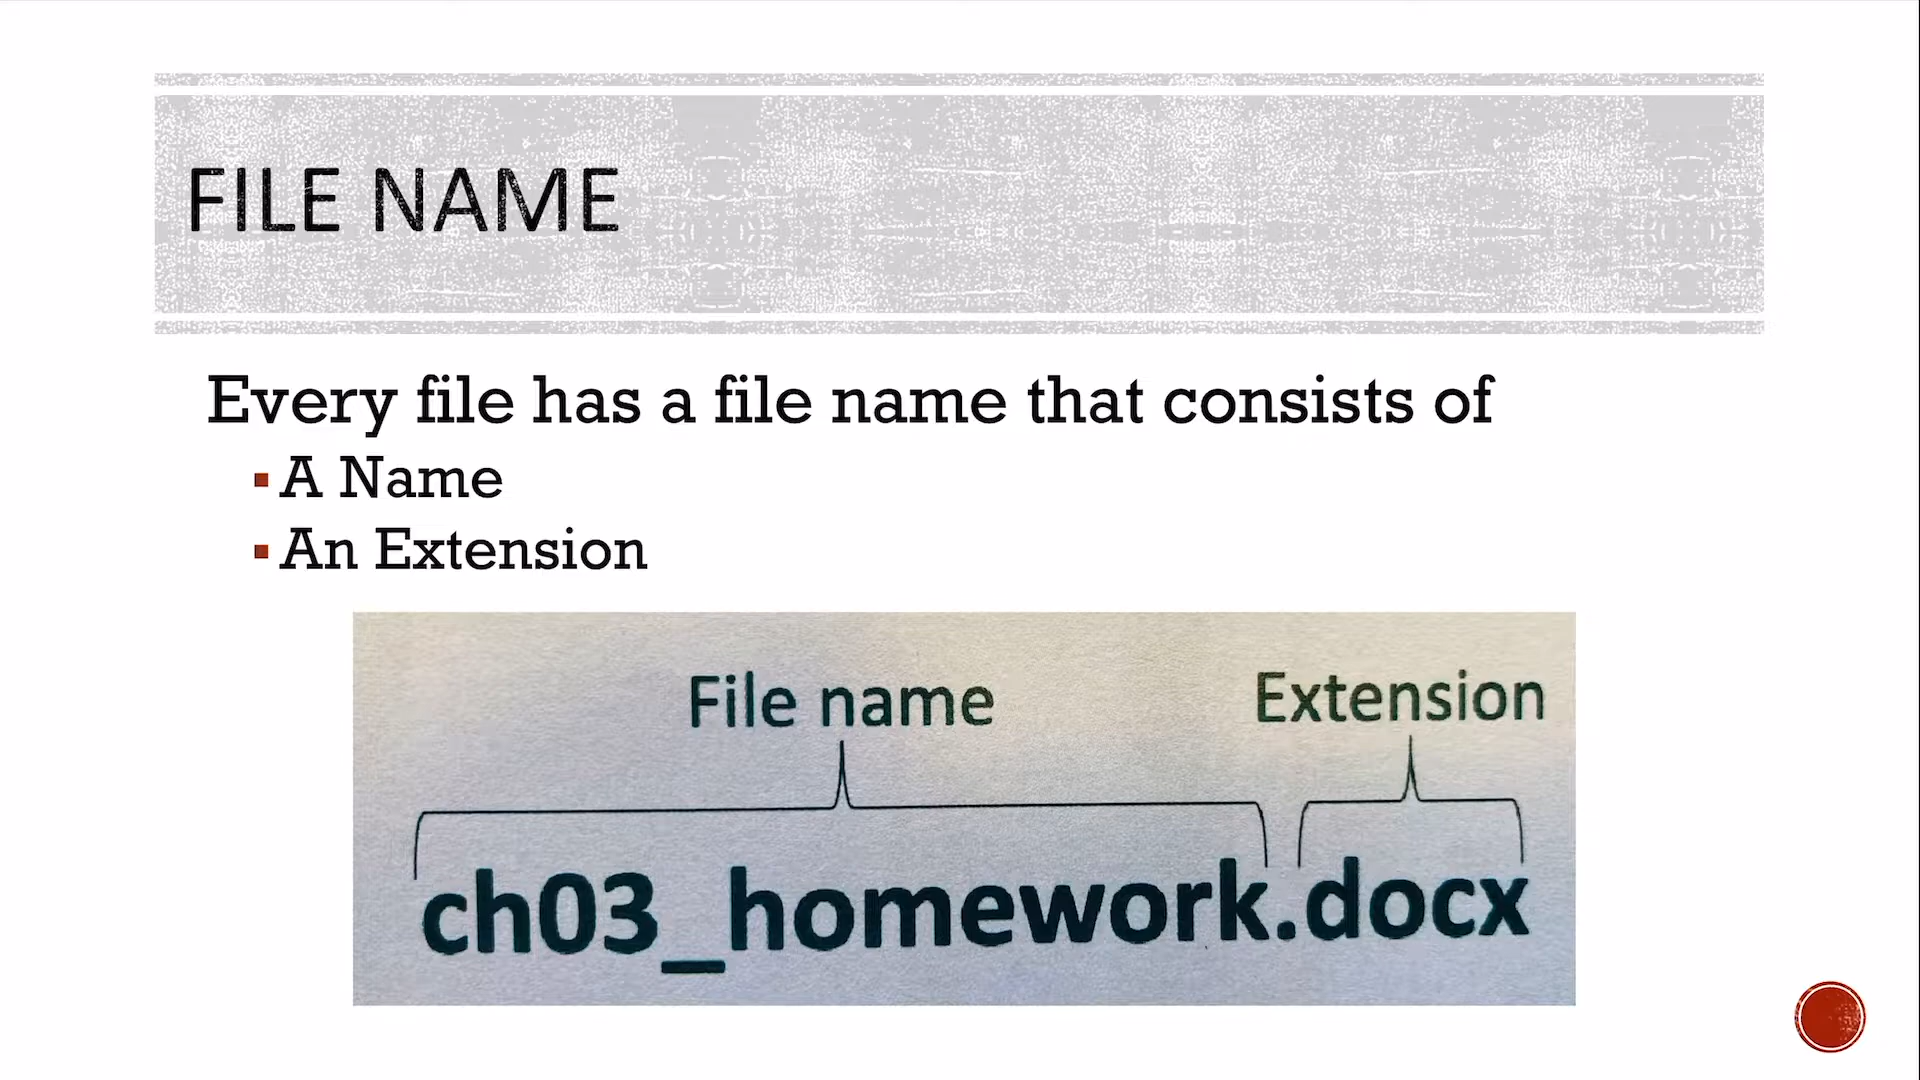 FILE NAME
Every file has a file name that consists of
▪ A Name
▪ An Extension
File name Extension
ch03_homework.docx